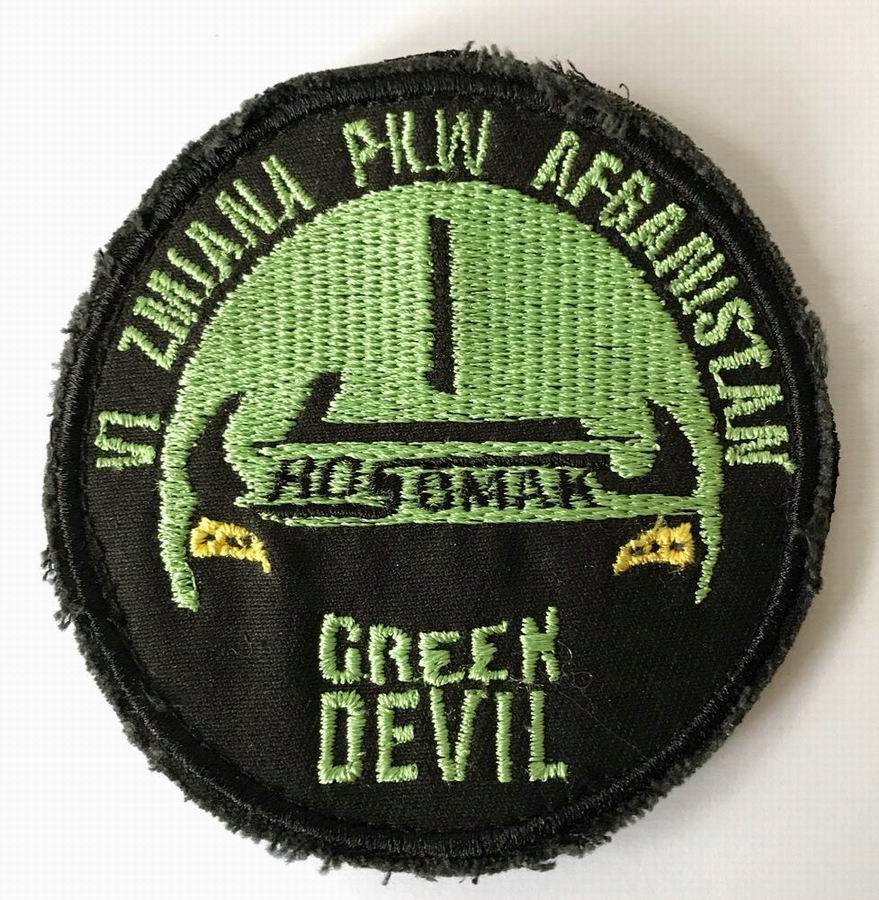 VI ZMIANA PKW AFGANISTAN
ROSOMAK
GREEN
DEVIL